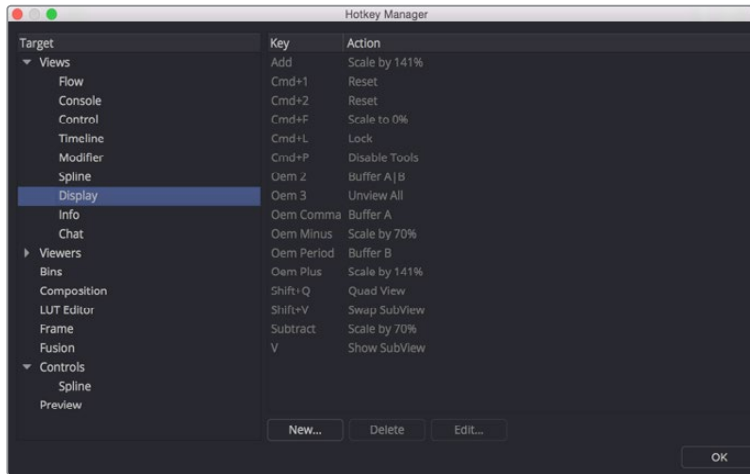 Hotkey Manager
Target Key Action
Views Add Scale by 141%
Flow Cmd+1 Reset
Console Cmd+2 Reset
Control Cmd+F Scale to 0%
Timeline Cmd+L Lock
Modifier Cmd+P Disable Tools
Spline Oem 2 Buffer A|B
Display Oem 3 Unview All
Info Oem Comma Buffer A
Chat Oem Minus Scale by 70%
Viewers Oem Period Buffer B
Bins Oem Plus Scale by 141%
Composition Shift+Q Quad View
LUT Editor Shift+V Swap SubView
Frame Subtract Scale by 70%
Fusion V Show SubView
Controls
Spline
Preview
New... Delete Edit...
OK